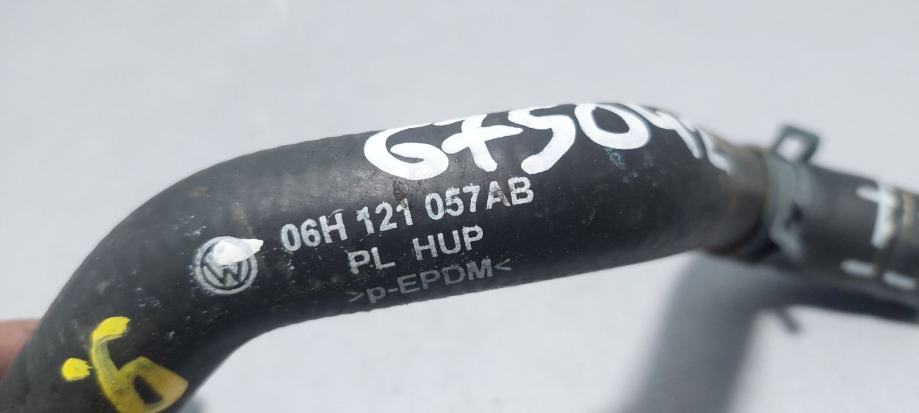 06H 121 057AB
PL HUP
>p-EPDM<